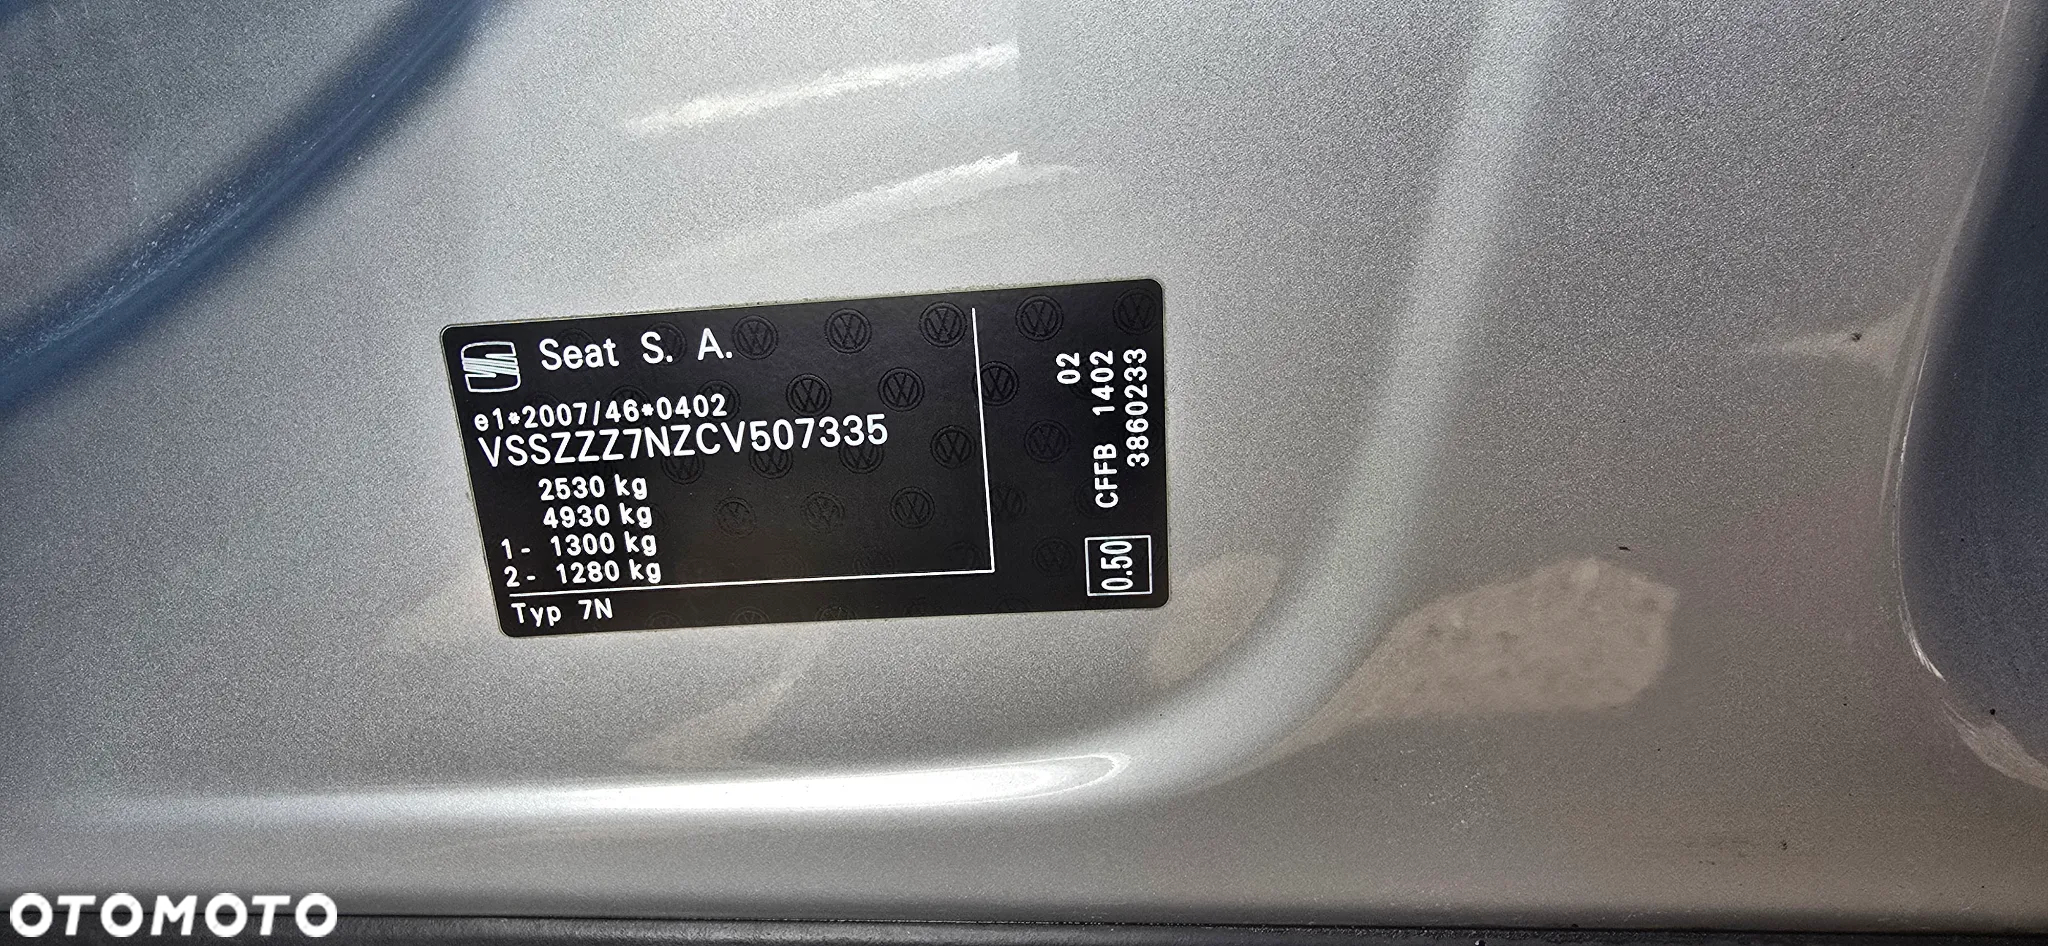 Seat S. A.
e1*2007/46*0402
VSSZZZ7NZCV507335
2530 kg
4930 kg
1- 1300 kg
2- 1280 kg
Typ 7N
02
CFFB 1402
3860233
0.50
OTOMOTO